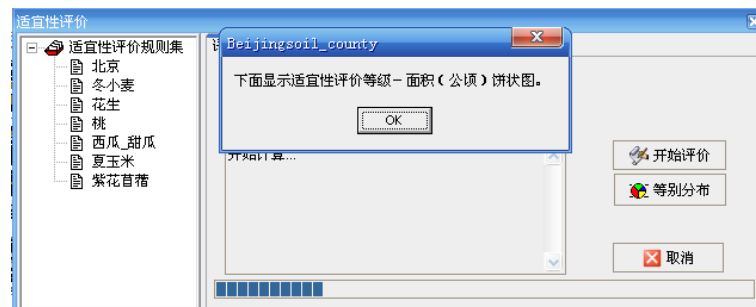 适宜性评价
适宜性评价规则集
北京
冬小麦
花生
桃
西瓜_甜瓜
夏玉米
紫花苜蓿
Beijingsoil_county
下面显示适宜性评价等级－面积（公顷）饼状图。
OK
开始计算...
开始评价
等别分布
取消